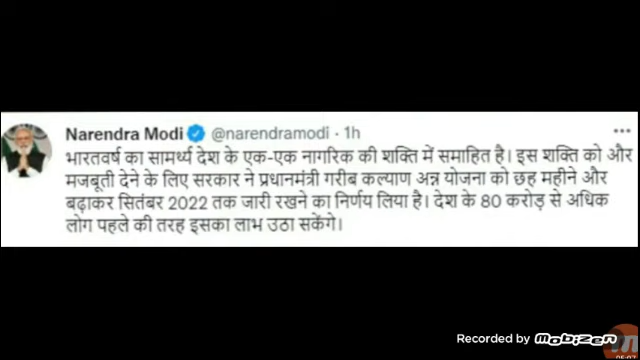 Narendra Modi @narendramodi · 1h
भारतवर्ष का सामर्थ्य देश के एक-एक नागरिक की शक्ति में समाहित है। इस शक्ति को और
मजबूती देने के लिए सरकार ने प्रधानमंत्री गरीब कल्याण अन्न योजना को छह महीने और
बढ़ाकर सितंबर 2022 तक जारी रखने का निर्णय लिया है। देश के 80 करोड़ से अधिक
लोग पहले की तरह इसका लाभ उठा सकेंगे।
Recorded by Mobizen